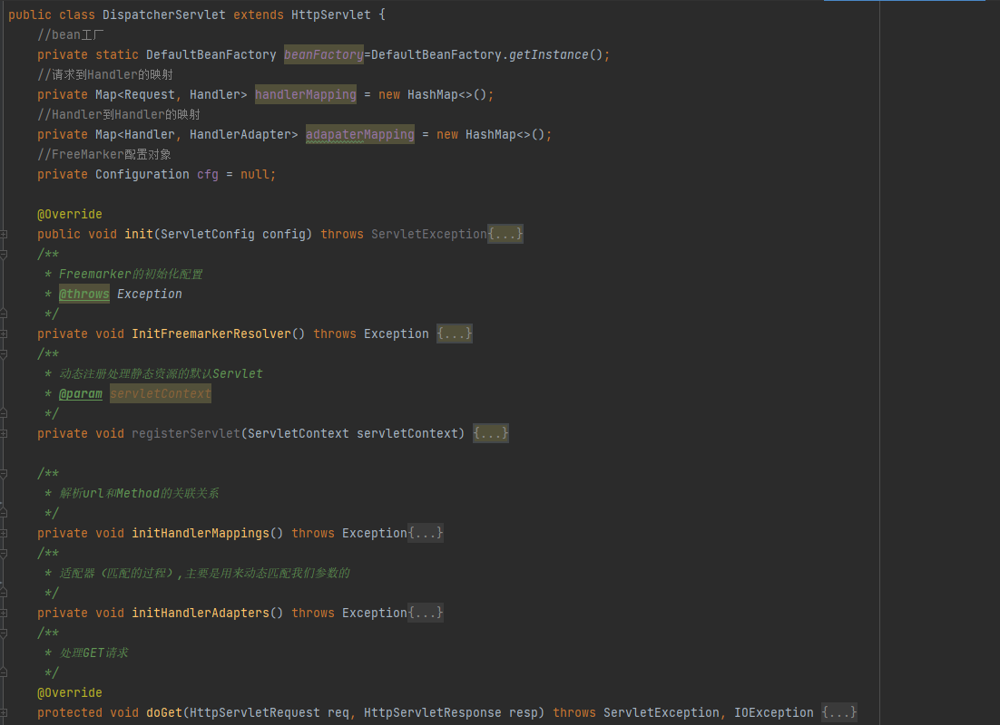 public class DispatcherServlet extends HttpServlet {
//bean工厂
private static DefaultBeanFactory beanFactory=DefaultBeanFactory.getInstance();
//请求到Handler的映射
private Map<Request, Handler> handlerMapping = new HashMap<>();
//Handler到Handler的映射
private Map<Handler, HandlerAdapter> adapaterMapping = new HashMap<>();
//FreeMarker配置对象
private Configuration cfg = null;
@Override
public void init(ServletConfig config) throws ServletException{...}
/**
* Freemarker的初始化配置
* @throws Exception
*/
private void InitFreemarkerResolver() throws Exception {...}
/**
* 动态注册处理静态资源的默认Servlet
* @param servletContext
*/
private void registerServlet(ServletContext servletContext) {...}
/**
* 解析url和Method的关联关系
*/
private void initHandlerMappings() throws Exception{...}
/**
* 适配器（匹配的过程）,主要是用来动态匹配我们参数的
*/
private void initHandlerAdapters() throws Exception{...}
/**
* 处理GET请求
*/
@Override
protected void doGet(HttpServletRequest req, HttpServletResponse resp) throws ServletException, IOException {...}